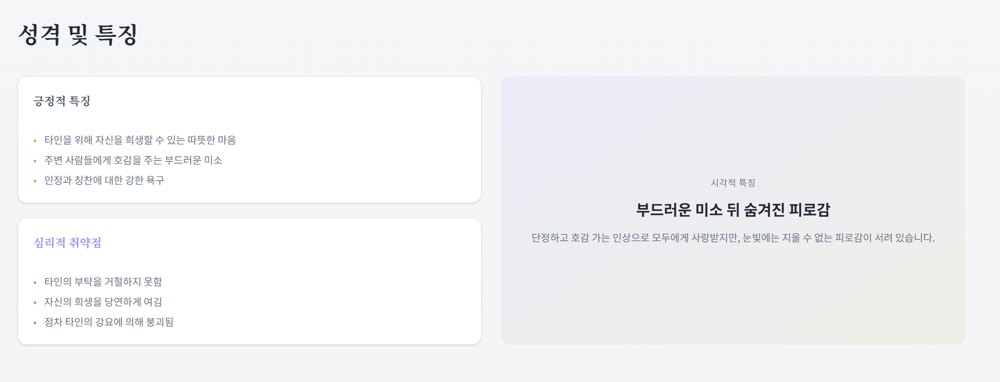 성격 및 특징
긍정적 특징
타인을 위해 자신을 희생할 수 있는 따뜻한 마음
주변 사람들에게 호감을 주는 부드러운 미소
인정과 칭찬에 대한 강한 욕구
심리적 취약점
타인의 부탁을 거절하지 못함
자신의 희생을 당연하게 여김
점차 타인의 강요에 의해 붕괴됨
시각적 특징
부드러운 미소 뒤 숨겨진 피로감
단정하고 호감 가는 인상으로 모두에게 사랑받지만, 눈빛에는 지울 수 없는 피로감이 서려 있습니다.